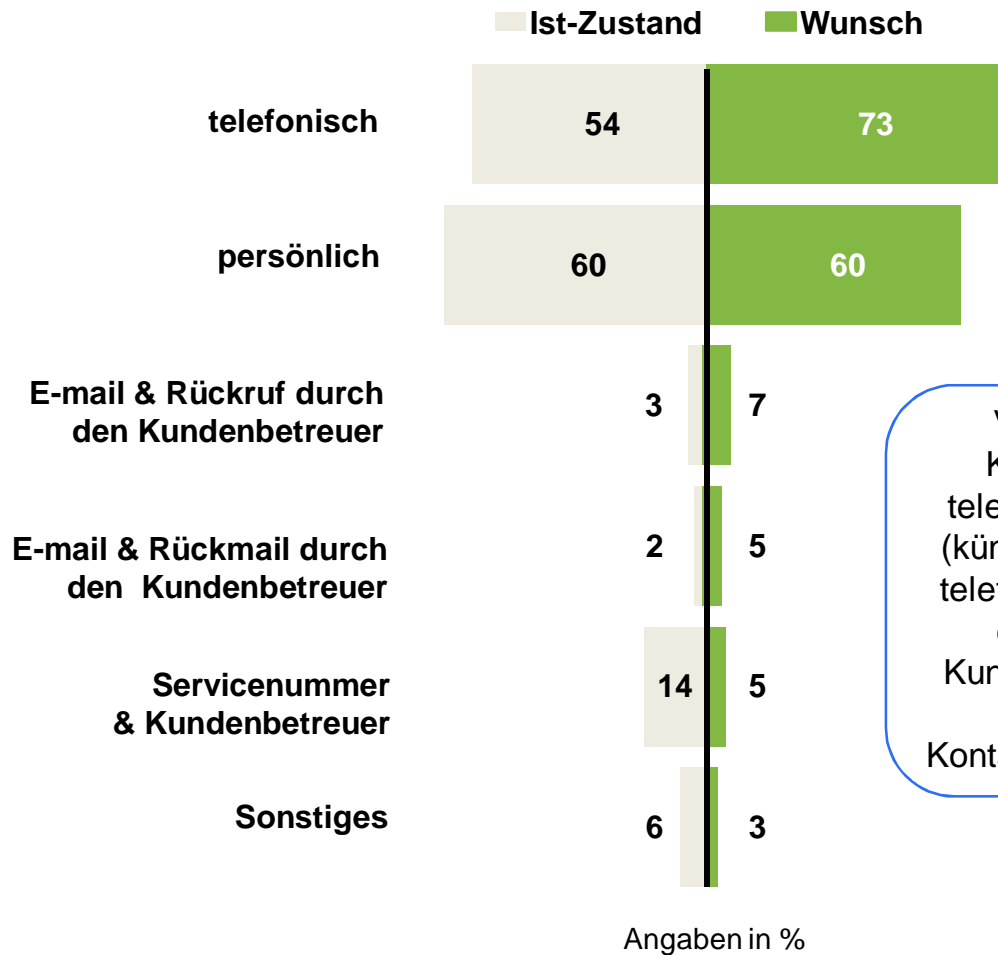 Ist-Zustand Wunsch
telefonisch 54 73
persönlich 60 60
E-mail & Rückruf durch
den Kundenbetreuer 3 7
E-mail & Rückmail durch
den Kundenbetreuer 2 5
Servicenummer
& Kundenbetreuer 14 5
Sonstiges 6 3
Angaben in %